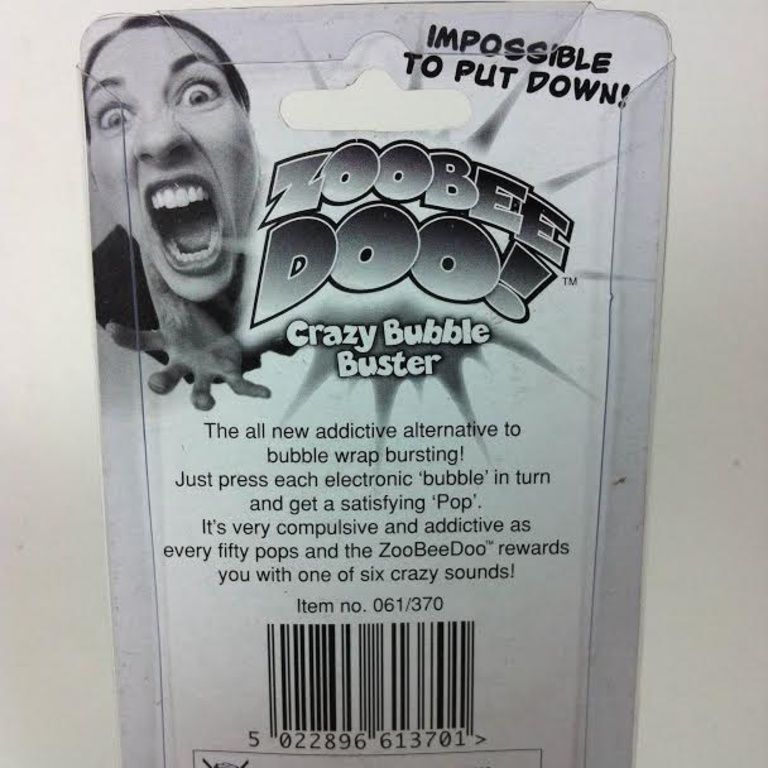 IMPOSSIBLE
TO PUT DOWN!
ZOOBEE
DOO!™
Crazy Bubble
Buster
The all new addictive alternative to
bubble wrap bursting!
Just press each electronic ‘bubble’ in turn
and get a satisfying ‘Pop’.
It's very compulsive and addictive as
every fifty pops and the ZooBeeDoo™ rewards
you with one of six crazy sounds!
Item no. 061/370
5 022896 613701 >